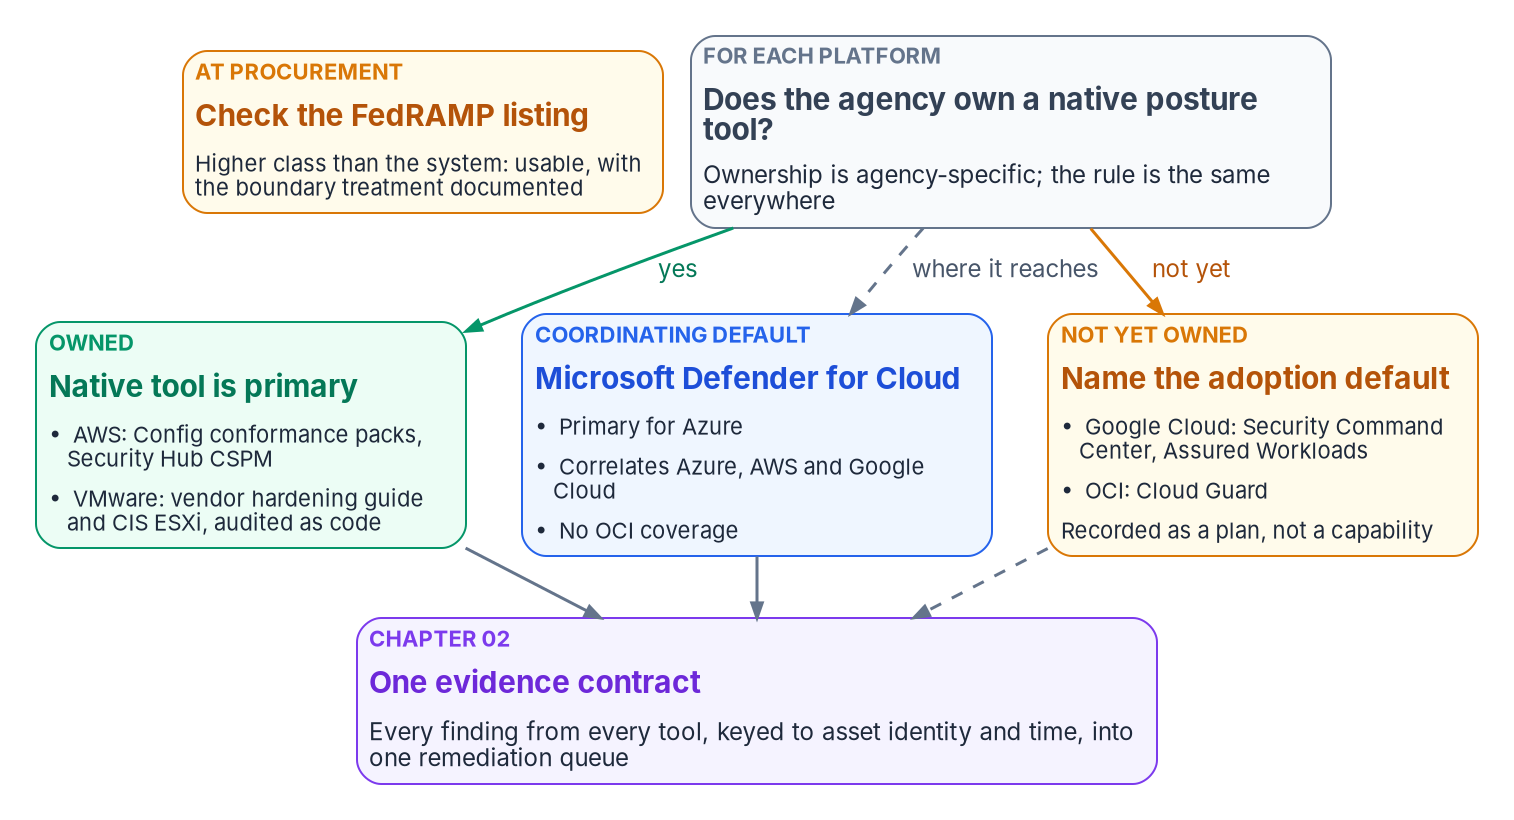 AT PROCUREMENT
Check the FedRAMP listing
Higher class than the system: usable, with
the boundary treatment documented
FOR EACH PLATFORM
Does the agency own a native posture
tool?
Ownership is agency-specific; the rule is the same
everywhere
yes
where it reaches
not yet
OWNED
Native tool is primary
• AWS: Config conformance packs,
Security Hub CSPM
• VMware: vendor hardening guide
and CIS ESXi, audited as code
COORDINATING DEFAULT
Microsoft Defender for Cloud
• Primary for Azure
• Correlates Azure, AWS and Google
Cloud
• No OCI coverage
NOT YET OWNED
Name the adoption default
• Google Cloud: Security Command
Center, Assured Workloads
• OCI: Cloud Guard
Recorded as a plan, not a capability
CHAPTER 02
One evidence contract
Every finding from every tool, keyed to asset identity and time, into
one remediation queue